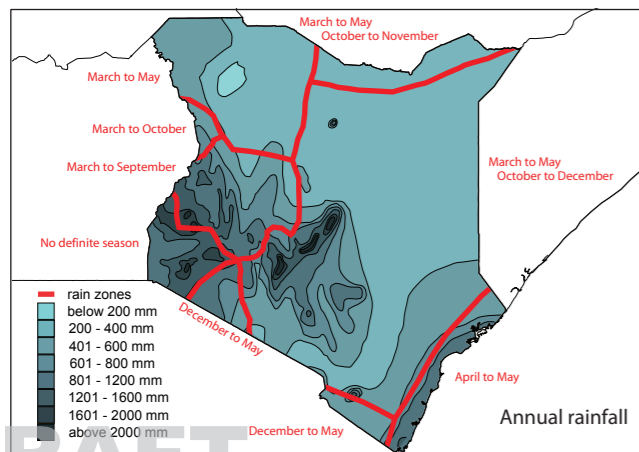 March to May
October to November
March to May
March to October
March to September
March to May
October to December
No definite season
rain zones
below 200 mm
200 - 400 mm
401 - 600 mm
601 - 800 mm
801 - 1200 mm
1201 - 1600 mm
1601 - 2000 mm
above 2000 mm
December to May
April to May
December to May
Annual rainfall